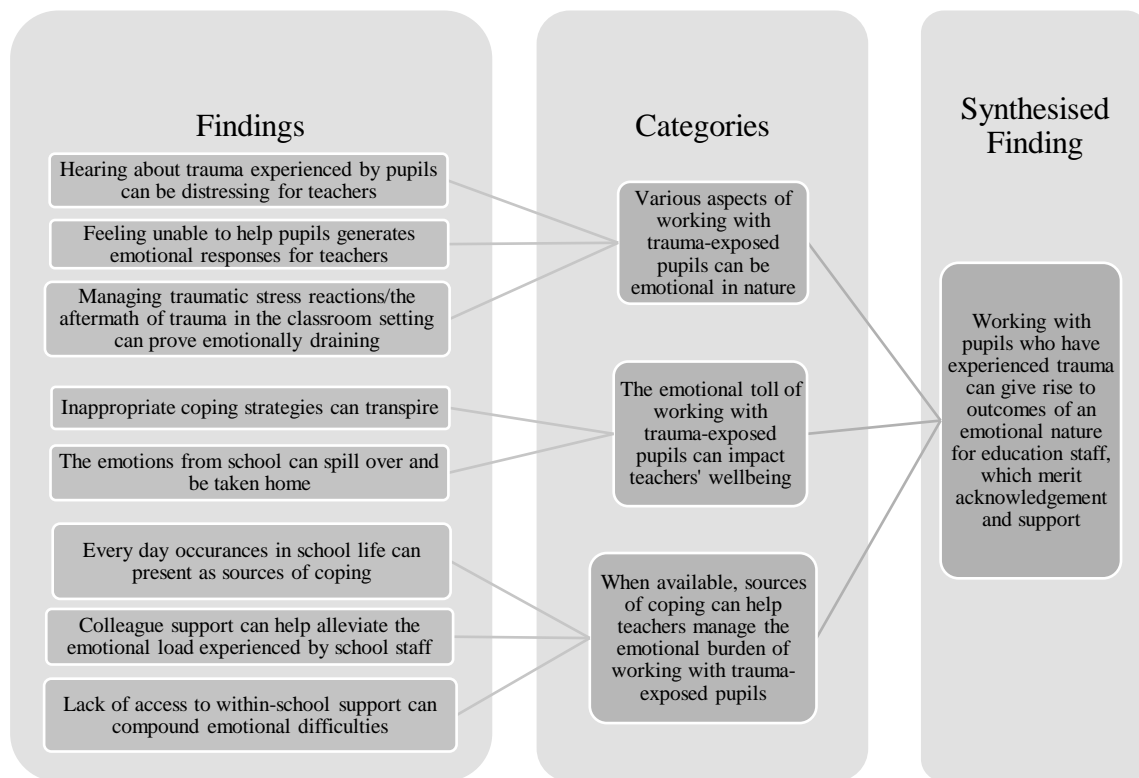 Findings
Hearing about trauma experienced by pupils
can be distressing for teachers
Feeling unable to help pupils generates
emotional responses for teachers
Managing traumatic stress reactions/the
aftermath of trauma in the classroom setting
can prove emotionally draining
Inappropriate coping strategies can transpire
The emotions from school can spill over and
be taken home
Every day occurances in school life can
present as sources of coping
Colleague support can help alleviate the
emotional load experienced by school staff
Lack of access to within-school support can
compound emotional difficulties
Categories
Various aspects of
working with
trauma-exposed
pupils can be
emotional in nature
The emotional toll of
working with
trauma-exposed
pupils can impact
teachers' wellbeing
When available, sources
of coping can help
teachers manage the
emotional burden of
working with trauma-
exposed pupils
Synthesised
Finding
Working with
pupils who have
experienced trauma
can give rise to
outcomes of an
emotional nature
for education staff,
which merit
acknowledgement
and support